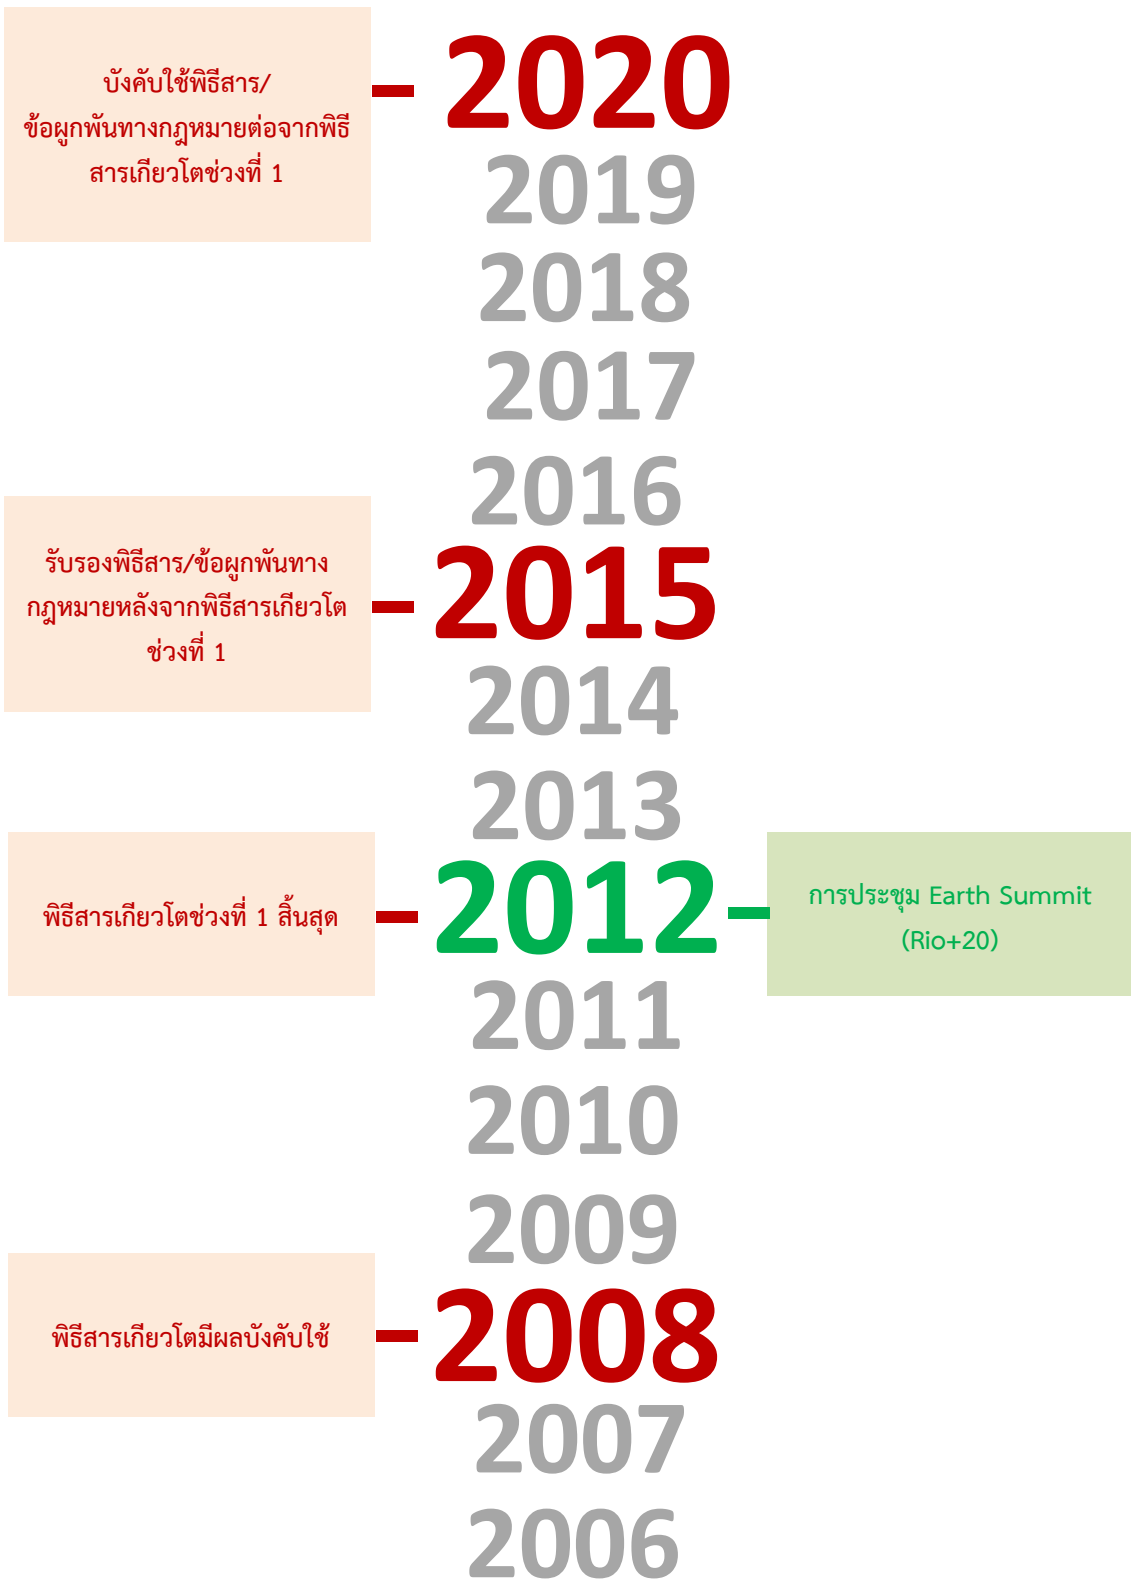 2020
บังคับใช้พิธีสาร/
ข้อผูกพันทางกฎหมายต่อจากพิธี
สารเกียวโตช่วงที่ 1
2019
2018
2017
2016
2015
รับรองพิธีสาร/ข้อผูกพันทาง
กฎหมายหลังจากพิธีสารเกียวโต
ช่วงที่ 1
2014
2013
พิธีสารเกียวโตช่วงที่ 1 สิ้นสุด
2012
การประชุม Earth Summit
(Rio+20)
2011
2010
2009
พิธีสารเกียวโตมีผลบังคับใช้
2008
2007
2006